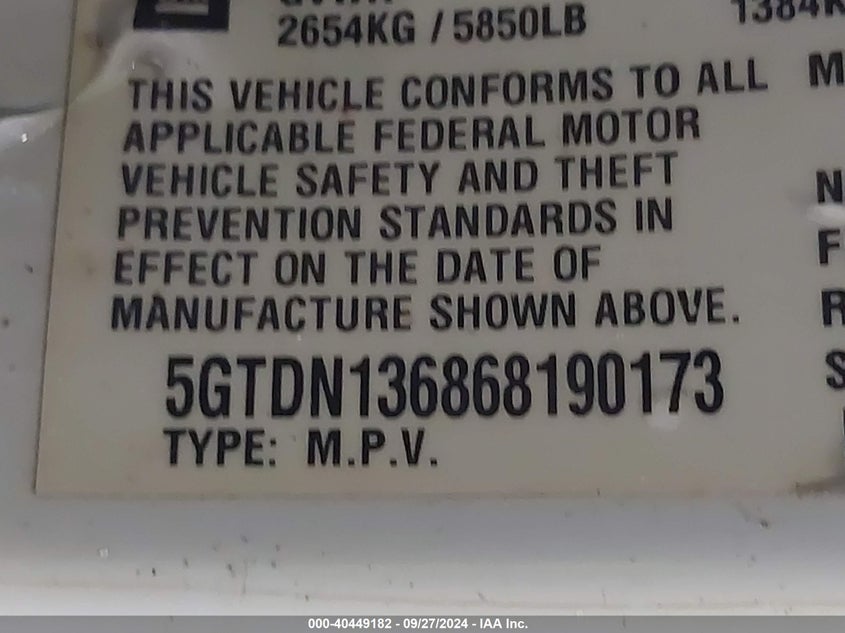 2654KG / 5850LB
THIS VEHICLE CONFORMS TO ALL
APPLICABLE FEDERAL MOTOR
VEHICLE SAFETY AND THEFT
PREVENTION STANDARDS IN
EFFECT ON THE DATE OF
MANUFACTURE SHOWN ABOVE.
5GTDN136868190173
TYPE: M.P.V.
1384K
M
N
F
R
S
000-40449182 - 09/27/2024 - IAA Inc.